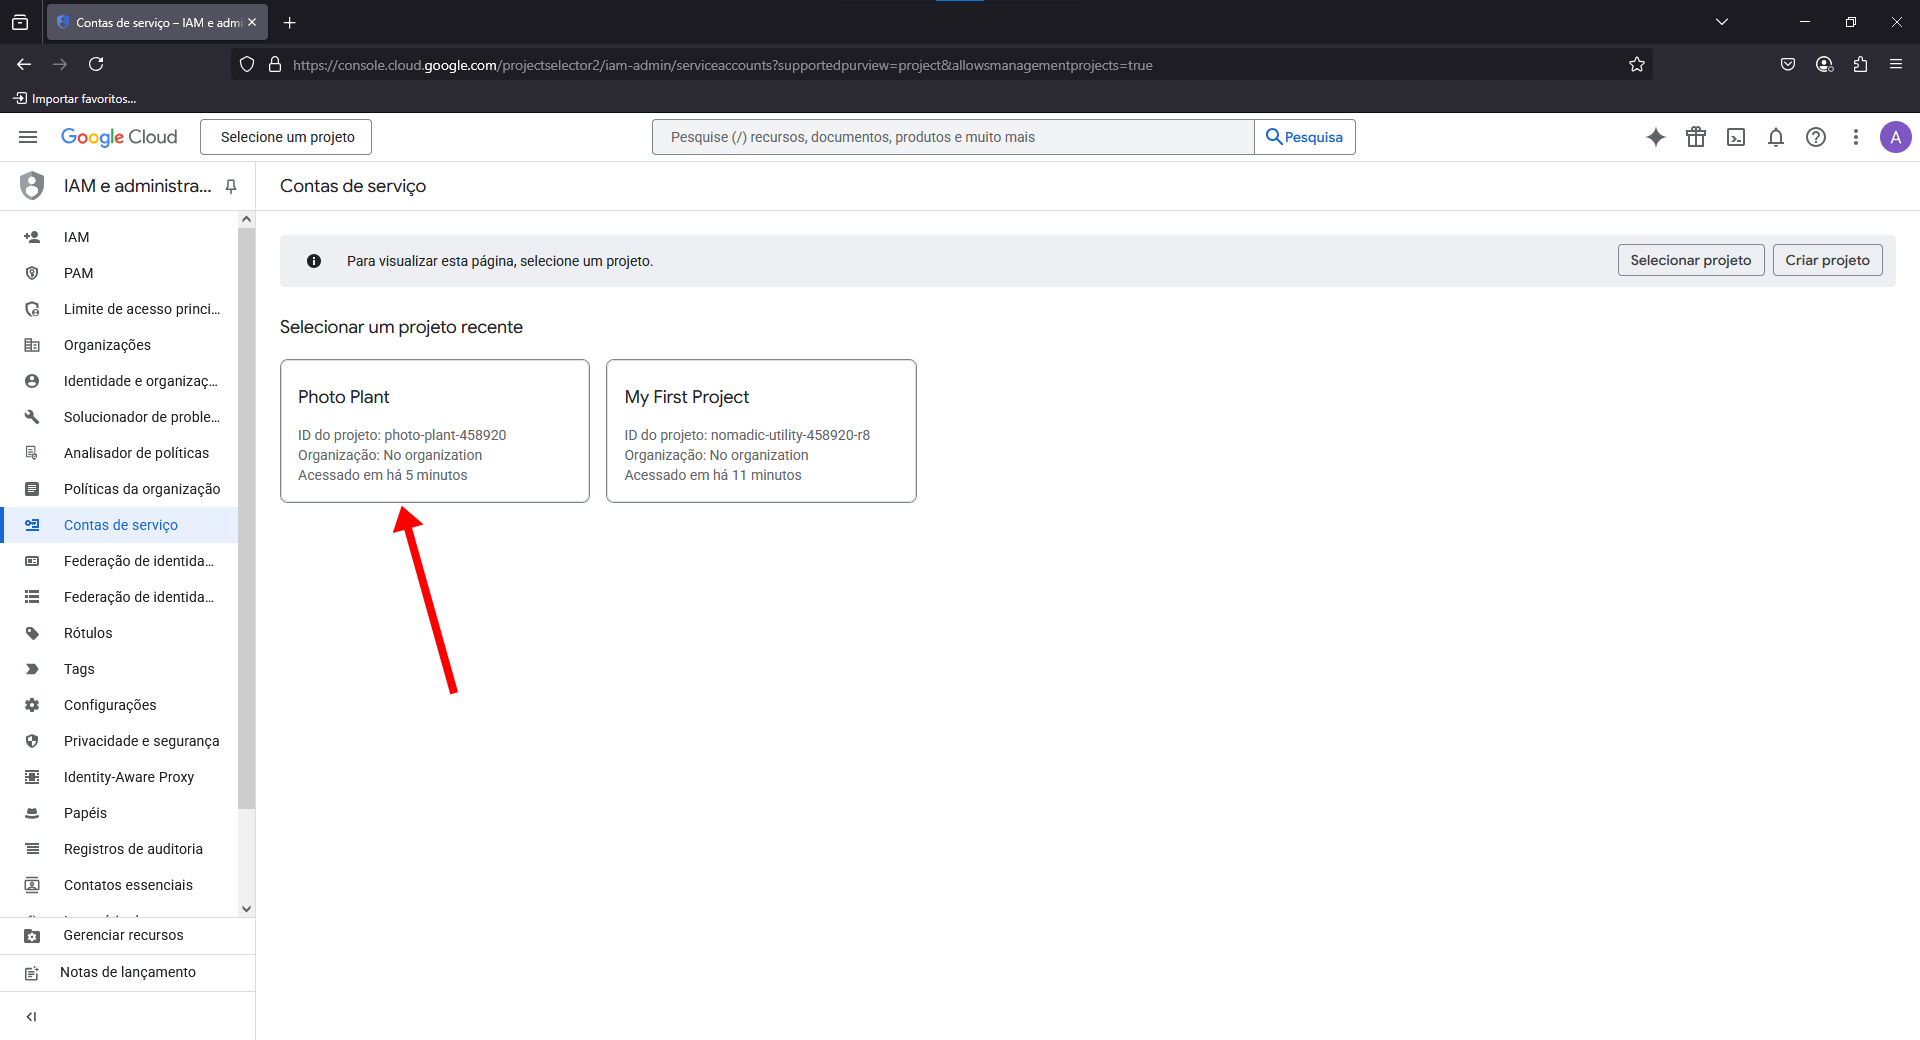 Contas de serviço – IAM e admi
https://console.cloud.google.com/projectselector2/iam-admin/serviceaccounts?supportedpurview=project&allowsmanagementprojects=true
Importar favoritos...
Google Cloud
Selecione um projeto
Pesquise (/) recursos, documentos, produtos e muito mais
Pesquisa
A
IAM e administra...
Contas de serviço
IAM
PAM
Limite de acesso princi...
Organizações
Identidade e organizaç...
Solucionador de proble...
Analisador de políticas
Políticas da organização
Contas de serviço
Federação de identida...
Federação de identida...
Rótulos
Tags
Configurações
Privacidade e segurança
Identity-Aware Proxy
Papéis
Registros de auditoria
Contatos essenciais
Gerenciar recursos
Notas de lançamento
Para visualizar esta página, selecione um projeto.
Selecionar projeto
Criar projeto
Selecionar um projeto recente
Photo Plant
ID do projeto: photo-plant-458920
Organização: No organization
Acessado em há 5 minutos
My First Project
ID do projeto: nomadic-utility-458920-r8
Organização: No organization
Acessado em há 11 minutos